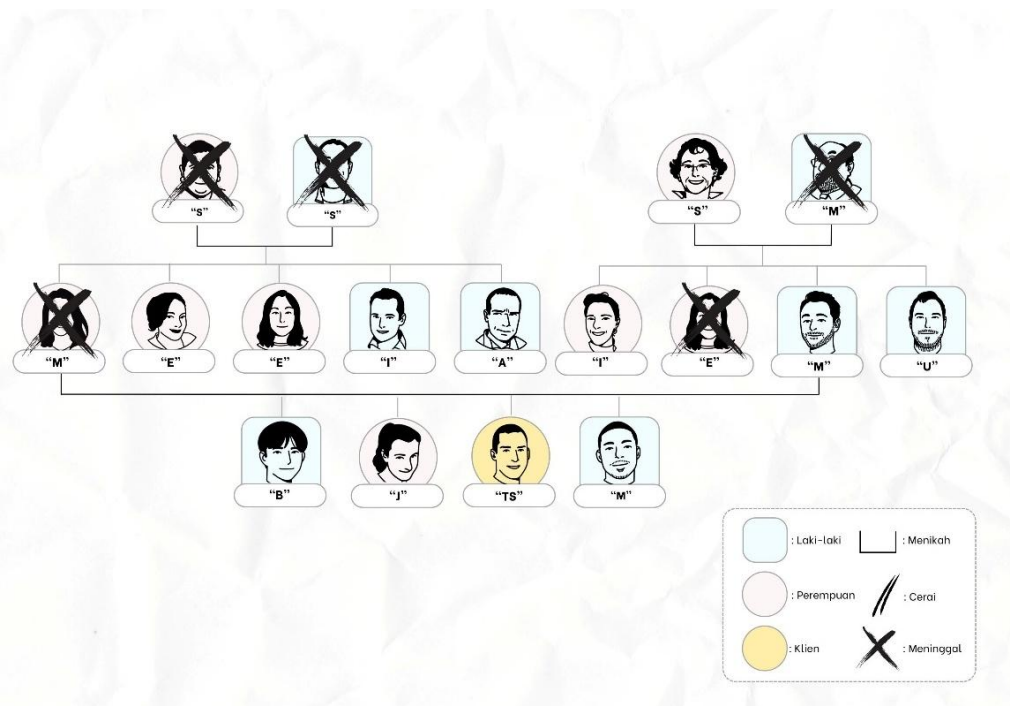 “S”
“S”
“S”
“M”
“M”
“E”
“E”
“I”
“A”
“I”
“E”
“M”
“U”
“B”
“J”
“TS”
“M”
: Laki-laki
: Menikah
: Perempuan
: Cerai
: Klien
: Meninggal